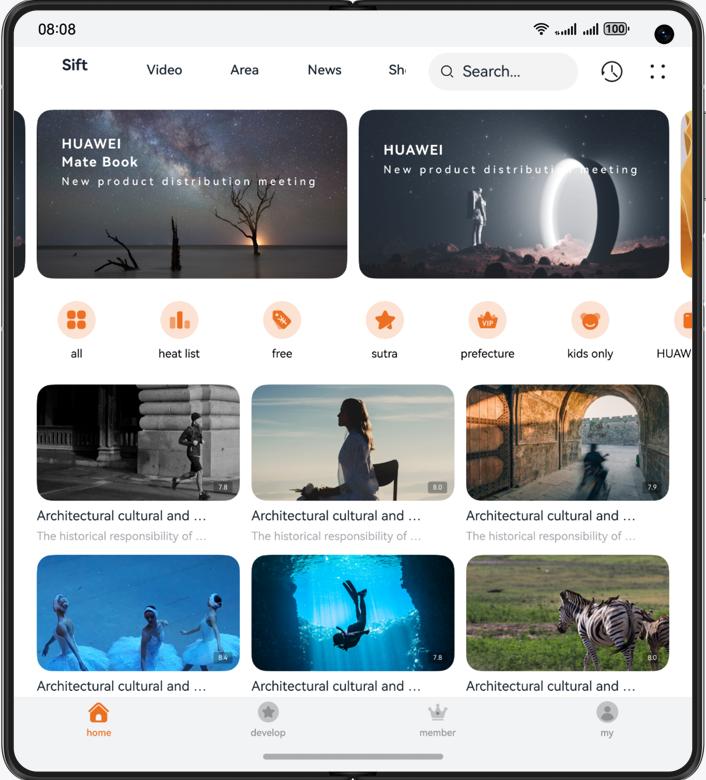 08:08
100
Sift
Video
Area
News
Sh
Search...
HUAWEI
Mate Book
New product distribution meeting
HUAWEI
New product distribution meeting
all
heat list
free
VIP
sutra
prefecture
kids only
HUAW
7.8
8.0
7.9
Architectural cultural and ...
Architectural cultural and ...
Architectural cultural and ...
The historical responsibility of ...
The historical responsibility of ...
The historical responsibility of ...
8.4
7.8
8.0
Architectural cultural and ...
Architectural cultural and ...
Architectural cultural and ...
home
develop
member
my